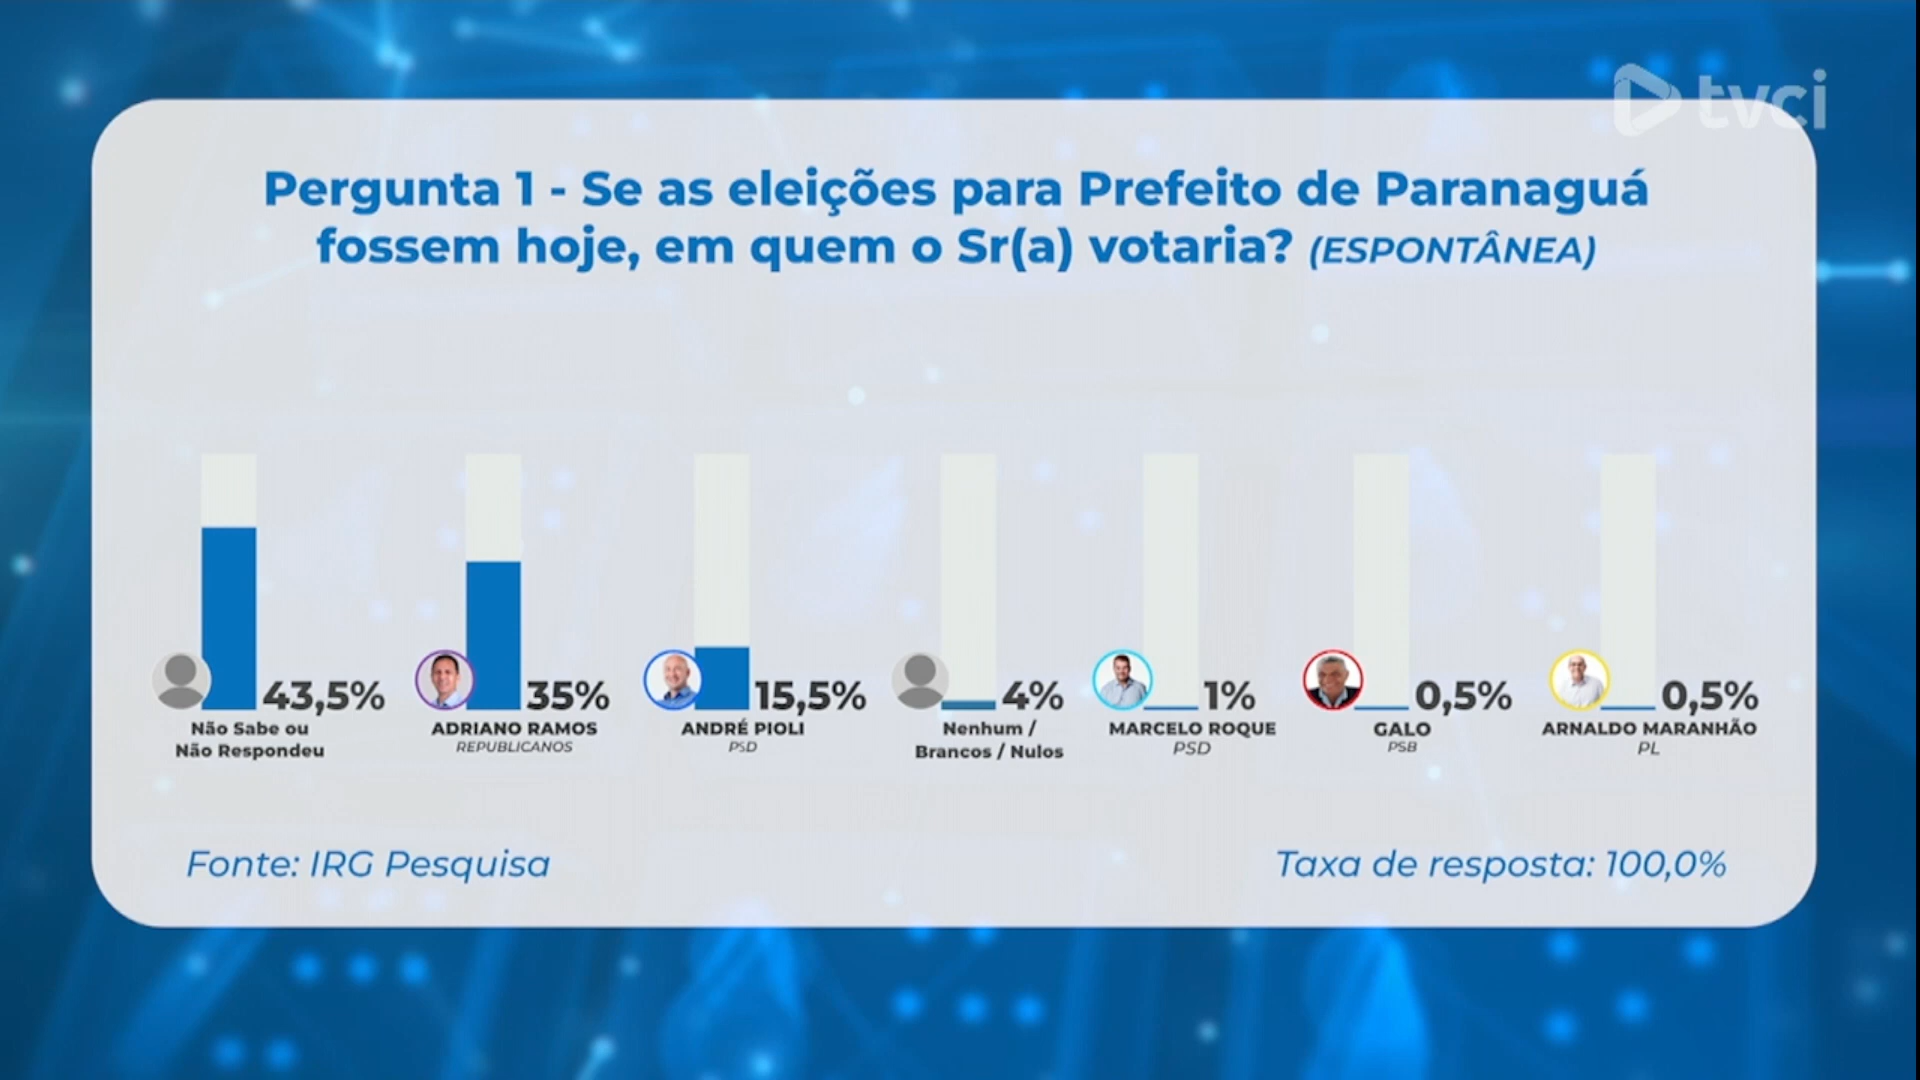 tvci
Pergunta 1 - Se as eleições para Prefeito de Paranaguá
fossem hoje, em quem o Sr(a) votaria? (ESPONTÂNEA)
43,5%
Não Sabe ou
Não Respondeu
35%
ADRIANO RAMOS
REPUBLICANOS
15,5%
ANDRÉ PIOLI
PSD
4%
Nenhum /
Brancos / Nulos
1%
MARCELO ROQUE
PSD
0,5%
GALO
PSB
0,5%
ARNALDO MARANHÃO
PL
Fonte: IRG Pesquisa
Taxa de resposta: 100,0%